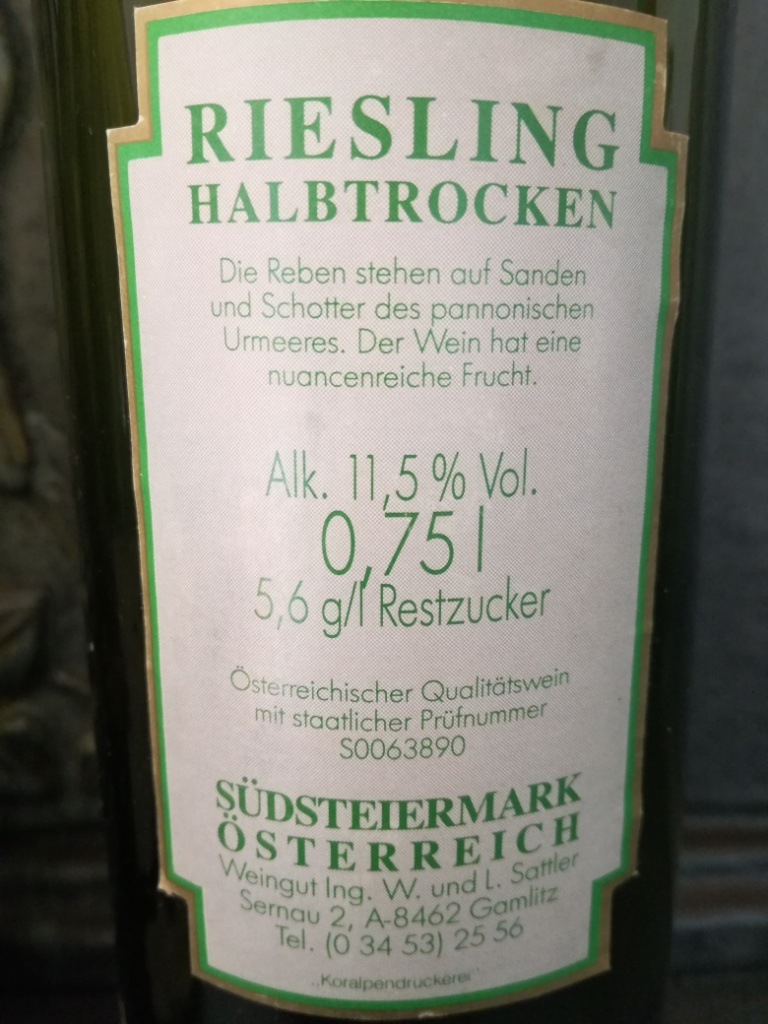 RIESLING
HALBTROCKEN
Die Reben stehen auf Sanden
und Schotter des pannonischen
Urmeeres. Der Wein hat eine
nuancenreiche Frucht.
Alk. 11,5 % Vol.
0,75 l
5,6 g/l Restzucker
Österreichischer Qualitätswein
mit staatlicher Prüfnummer
S0063890
SÜDSTEIERMARK
ÖSTERREICH
Weingut Ing. W. und L. Sattler
Sernau 2, A-8462 Gamlitz
Tel. (0 34 53) 25 56
„Koralpendruckerei“